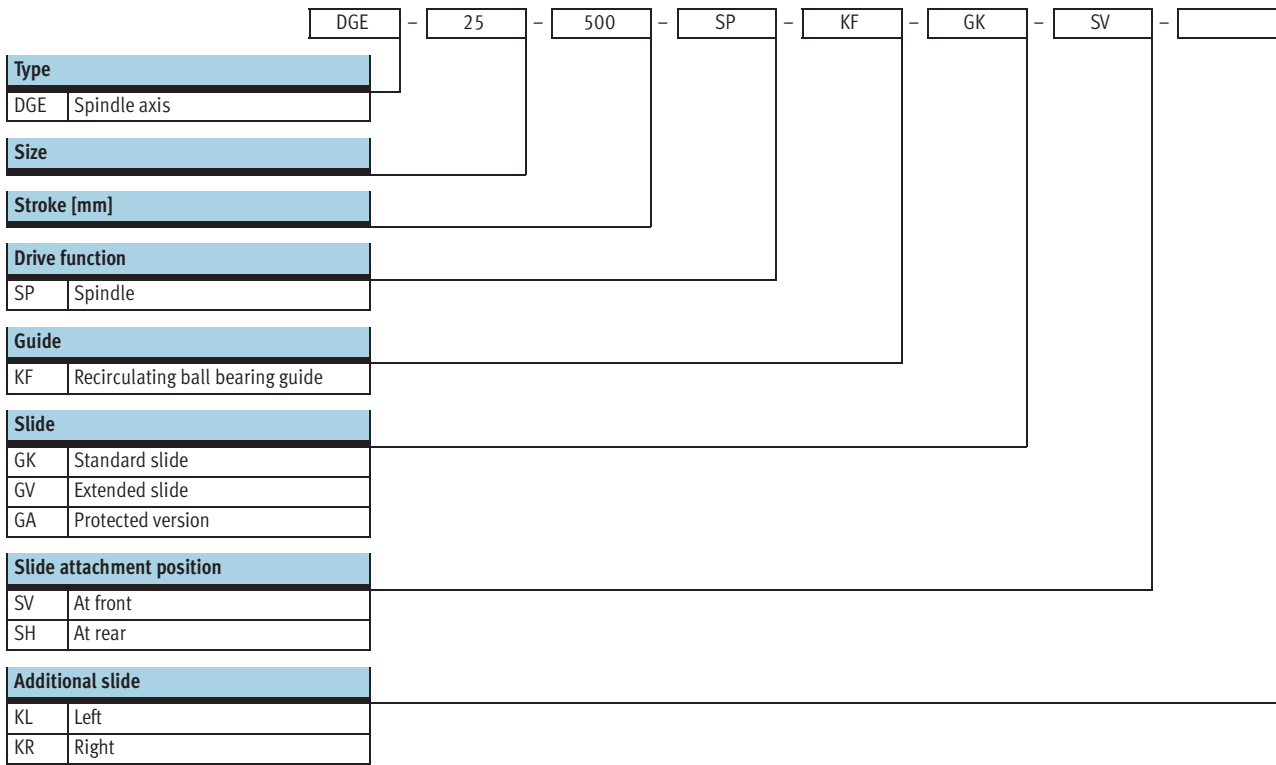 DGE – 25 – 500 – SP – KF – GK – SV –
Type
DGE Spindle axis
Size
Stroke [mm]
Drive function
SP Spindle
Guide
KF Recirculating ball bearing guide
Slide
GK Standard slide
GV Extended slide
GA Protected version
Slide attachment position
SV At front
SH At rear
Additional slide
KL Left
KR Right